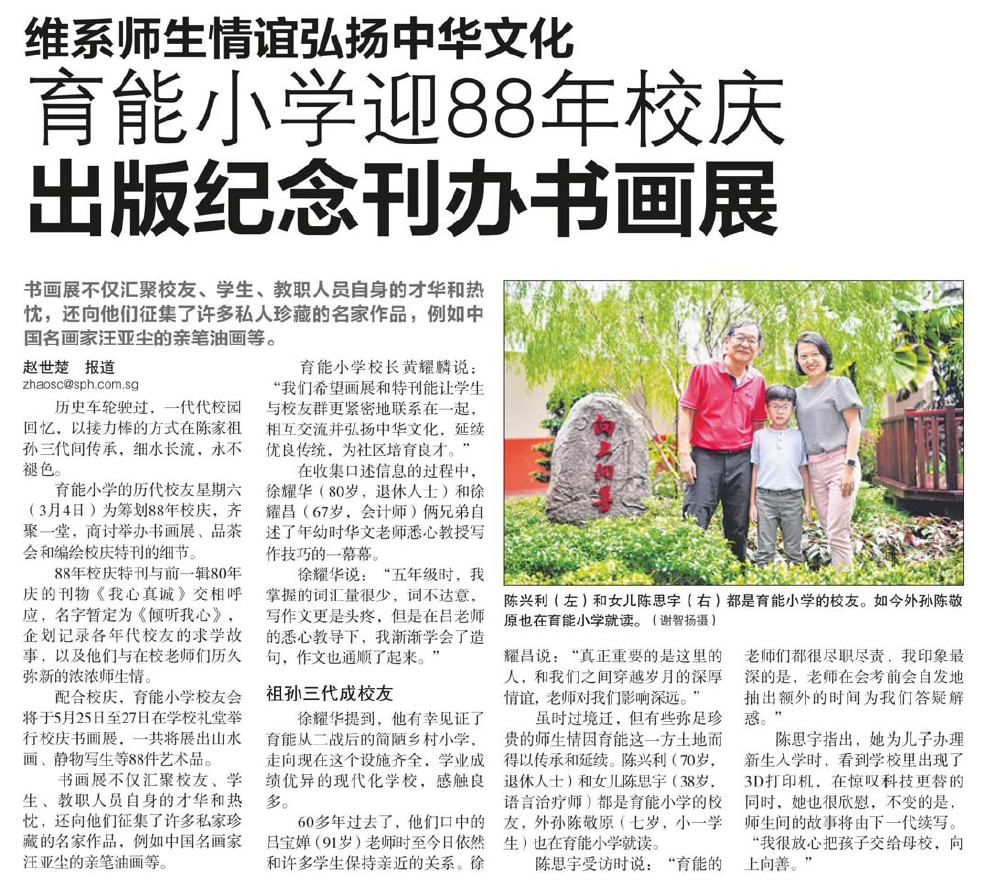 维系师生情谊弘扬中华文化
育能小学迎88年校庆
出版纪念刊办书画展
书画展不仅汇聚校友、学生、教职人员自身的才华和热
忱，还向他们征集了许多私人珍藏的名家作品，例如中
国名画家汪亚尘的亲笔油画等。
赵世楚 报道
zhaosc@sph.com.sg
历史车轮驶过，一代代校园
回忆，以接力棒的方式在陈家祖
孙三代间传承，细水长流，永不
褪色。
育能小学的历代校友星期六
（3月4日）为筹划88年校庆，齐
聚一堂，商讨举办书画展、品茶
会和编绘校庆特刊的细节。
88年校庆特刊与前一辑80年
庆的刊物《我心真诚》交相呼
应，名字暂定为《倾听我心》，
企划记录各年代校友的求学故
事，以及他们与在校老师们历久
弥新的浓浓师生情。
配合校庆，育能小学校友会
将于5月25日至27日在学校礼堂举
行校庆书画展，一共将展出山水
画、静物写生等88件艺术品。
书画展不仅汇聚校友、学
生、教职人员自身的才华和热
忱，还向他们征集了许多私家珍
藏的名家作品，例如中国名画家
汪亚尘的亲笔油画等。
育能小学校长黄耀麟说：
“我们希望画展和特刊能让学生
与校友群更紧密地联系在一起，
相互交流并弘扬中华文化，延续
优良传统，为社区培育良才。”
在收集口述信息的过程中，
徐耀华（80岁，退休人士）和徐
耀昌（67岁，会计师）俩兄弟自
述了年幼时华文老师悉心教授写
作技巧的一幕幕。
徐耀华说：“五年级时，我
掌握的词汇量很少，词不达意，
写作文更是头疼，但是在吕老师
的悉心教导下，我渐渐学会了造
句，作文也通顺了起来。”
祖孙三代成校友
徐耀华提到，他有幸见证了
育能从二战后的简陋乡村小学，
走向现在这个设施齐全，学业成
绩优异的现代化学校，感触良
多。
60多年过去了，他们口中的
吕宝婵（91岁）老师时至今日依然
和许多学生保持亲近的关系。徐
向上向善
陈兴利（左）和女儿陈思宇（右）都是育能小学的校友。如今外孙陈敬
原也在育能小学就读。（谢智扬摄）
耀昌说：“真正重要的是这里的
人，和我们之间穿越岁月的深厚
情谊，老师对我们影响深远。”
虽时过境迁，但有些弥足珍
贵的师生情因育能这一方土地而
得以传承和延续。陈兴利（70岁，
退休人士）和女儿陈思宇（38岁，
语言治疗师）都是育能小学的校
友，外孙陈敬原（七岁，小一学
生）也在育能小学就读。
陈思宇受访时说：“育能的
老师们都很尽职尽责，我印象最
深的是，老师在会考前会自发地
抽出额外的时间为我们答疑解
惑。”
陈思宇指出，她为儿子办理
新生入学时，看到学校里出现了
3D打印机，在惊叹科技更替的
同时，她也很欣慰，不变的是，
师生间的故事将由下一代续写。
“我很放心把孩子交给母校，向
上向善。”